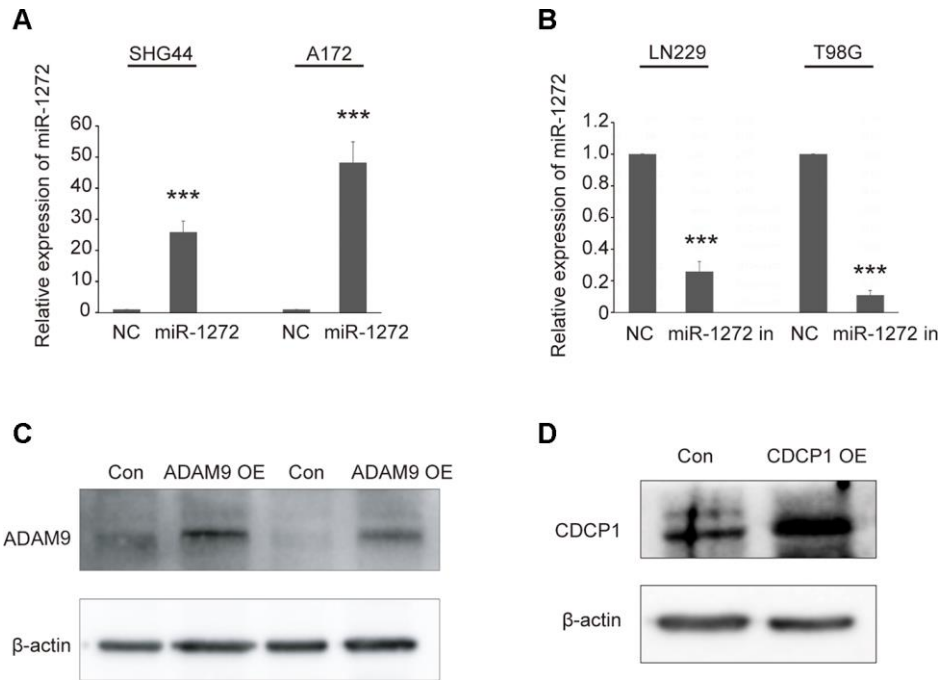 A
SHG44 A172
Relative expression of miR-1272
60
50
40
30
20
10
0
*** ***
NC miR-1272 NC miR-1272
B
LN229 T98G
Relative expression of miR-1272
1.2
1.0
0.8
0.6
0.4
0.2
0
*** ***
NC miR-1272 in NC miR-1272 in
C
Con ADAM9 OE Con ADAM9 OE
ADAM9
β-actin
D
Con CDCP1 OE
CDCP1
β-actin